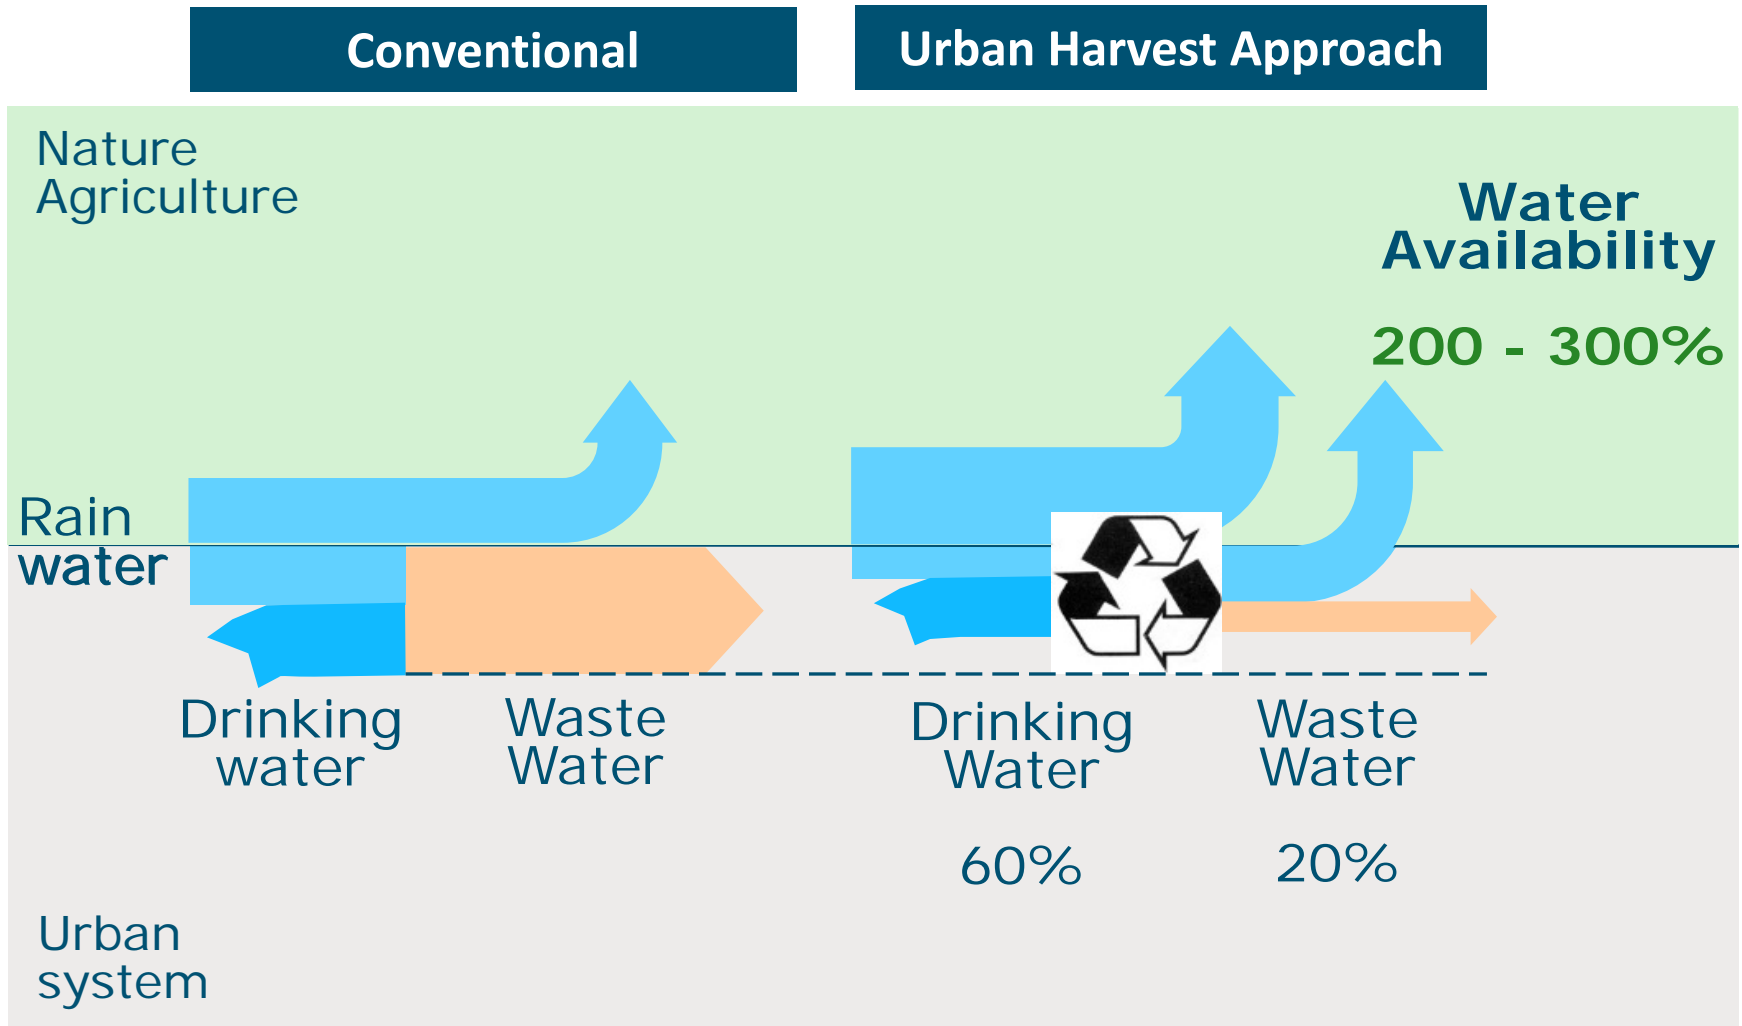 Conventional
Urban Harvest Approach
Nature
Agriculture
Water
Availability
200 - 300%
Rain
water
Drinking
water
Waste
Water
Drinking
Water
Waste
Water
60%
20%
Urban
system